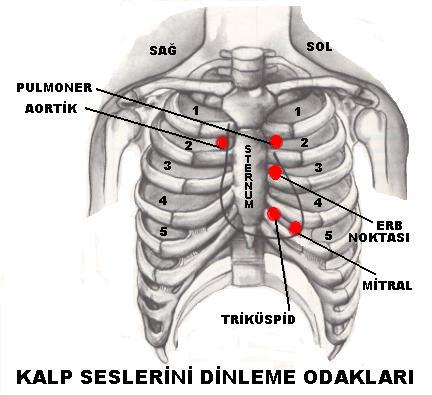 SAĞ
SOL
PULMONER
AORTİK
1
1
2
2
STERNUM
3
3
4
4
5
5
ERB
NOKTASI
MİTRAL
TRİKÜSPİD
KALP SESLERİNİ DİNLEME ODAKLARI